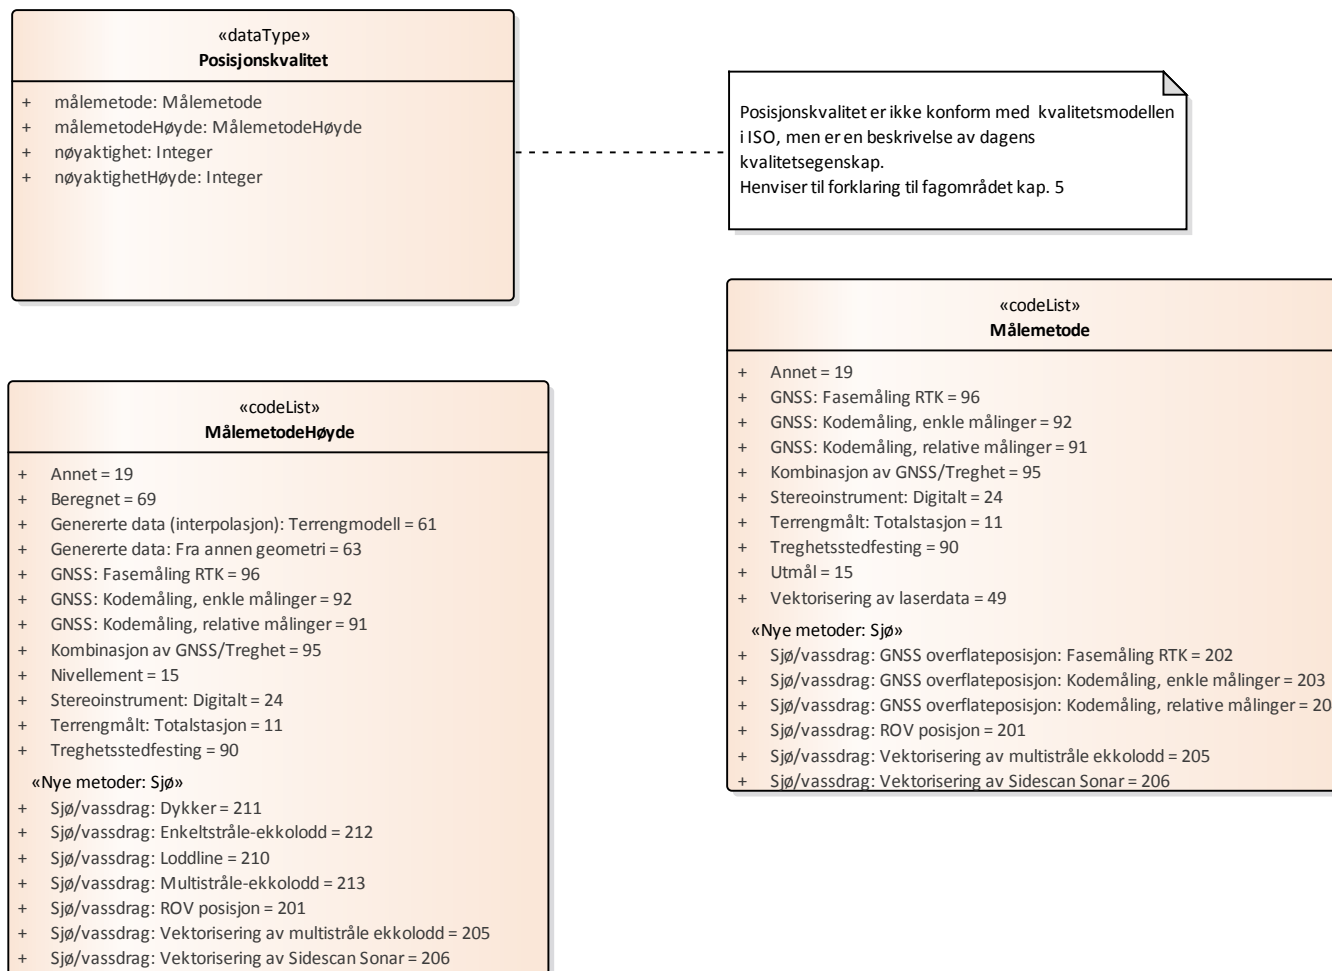 «dataType»
Posisjonskvalitet
+ målemetode: Målemetode
+ målemetodeHøyde: MålemetodeHøyde
+ nøyaktighet: Integer
+ nøyaktighetHøyde: Integer
Posisjonskvalitet er ikke konform med kvalitetsmodellen
i ISO, men er en beskrivelse av dagens
kvalitetsegenskap.
Henviser til forklaring til fagområdet kap. 5
«codeList»
Målemetode
+ Annet = 19
+ GNSS: Fasemåling RTK = 96
+ GNSS: Kodemåling, enkle målinger = 92
+ GNSS: Kodemåling, relative målinger = 91
+ Kombinasjon av GNSS/Treghet = 95
+ Stereoinstrument: Digitalt = 24
+ Terrengmålt: Totalstasjon = 11
+ Treghetsstedfesting = 90
+ Utmål = 15
+ Vektorisering av laserdata = 49
«Nye metoder: Sjø»
+ Sjø/vassdrag: GNSS overflateposisjon: Fasemåling RTK = 202
+ Sjø/vassdrag: GNSS overflateposisjon: Kodemåling, enkle målinger = 203
+ Sjø/vassdrag: GNSS overflateposisjon: Kodemåling, relative målinger =
+ Sjø/vassdrag: ROV posisjon = 201
+ Sjø/vassdrag: Vektorisering av multistråle ekkolodd = 205
+ Sjø/vassdrag: Vektorisering av Sidescan Sonar = 206
«codeList»
MålemetodeHøyde
+ Annet = 19
+ Beregnet = 69
+ Genererte data (interpolasjon): Terrengmodell = 61
+ Genererte data: Fra annen geometri = 63
+ GNSS: Fasemåling RTK = 96
+ GNSS: Kodemåling, enkle målinger = 92
+ GNSS: Kodemåling, relative målinger = 91
+ Kombinasjon av GNSS/Treghet = 95
+ Nivellement = 15
+ Stereoinstrument: Digitalt = 24
+ Terrengmålt: Totalstasjon = 11
+ Treghetsstedfesting = 90
«Nye metoder: Sjø»
+ Sjø/vassdrag: Dykker = 211
+ Sjø/vassdrag: Enkeltstråle-ekkolodd = 212
+ Sjø/vassdrag: Loddline = 210
+ Sjø/vassdrag: Multistråle-ekkolodd = 213
+ Sjø/vassdrag: ROV posisjon = 201
+ Sjø/vassdrag: Vektorisering av multistråle ekkolodd = 205
+ Sjø/vassdrag: Vektorisering av Sidescan Sonar = 206